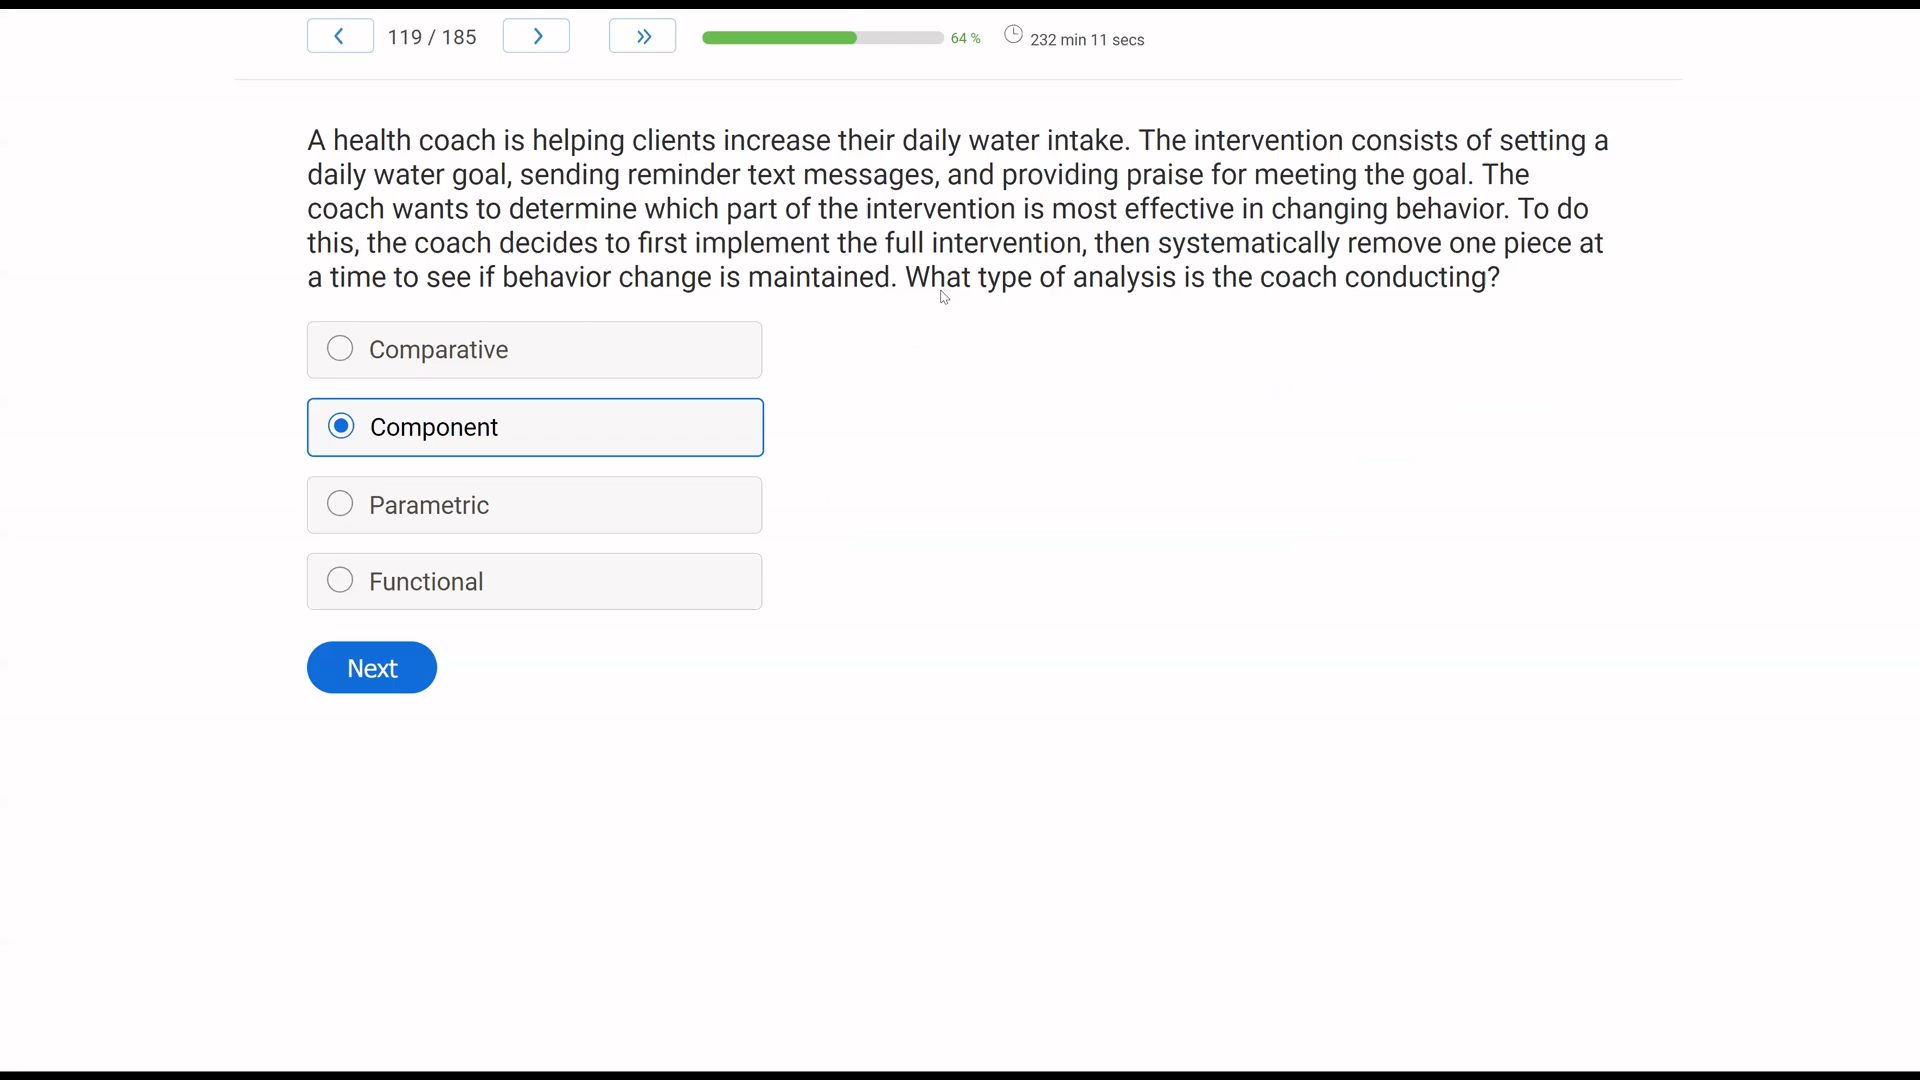 119 / 185
64 %
232 min 11 secs
A health coach is helping clients increase their daily water intake. The intervention consists of setting a
daily water goal, sending reminder text messages, and providing praise for meeting the goal. The
coach wants to determine which part of the intervention is most effective in changing behavior. To do
this, the coach decides to first implement the full intervention, then systematically remove one piece at
a time to see if behavior change is maintained. What type of analysis is the coach conducting?
Comparative
Component
Parametric
Functional
Next